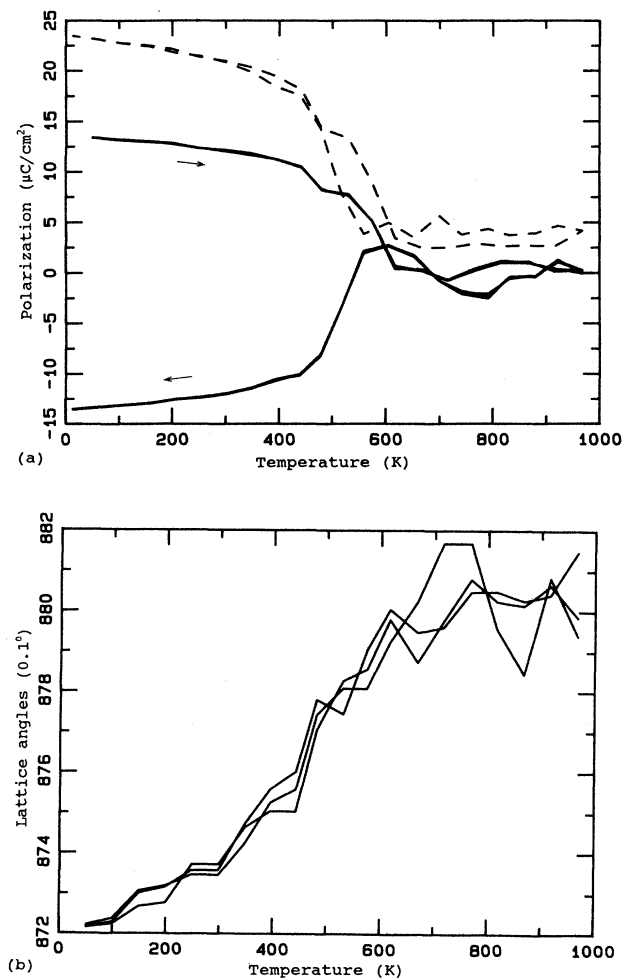 25
20
15
10
5
0
-5
-10
-15
Polarization (μC/cm²)
0 200 400 600 800 1000
(a) Temperature (K)
882
880
878
876
874
872
Lattice angles (0.1°)
0 200 400 600 800 1000
(b) Temperature (K)